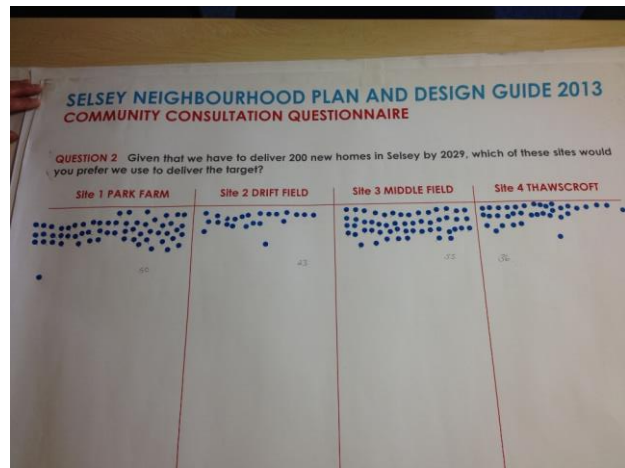 SELSEY NEIGHBOURHOOD PLAN AND DESIGN GUIDE 2013
COMMUNITY CONSULTATION QUESTIONNAIRE
QUESTION 2 Given that we have to deliver 200 new homes in Selsey by 2029, which of these sites would
you prefer we use to deliver the target?
Site 1 PARK FARM
Site 2 DRIFT FIELD
Site 3 MIDDLE FIELD
Site 4 THAWSCROFT